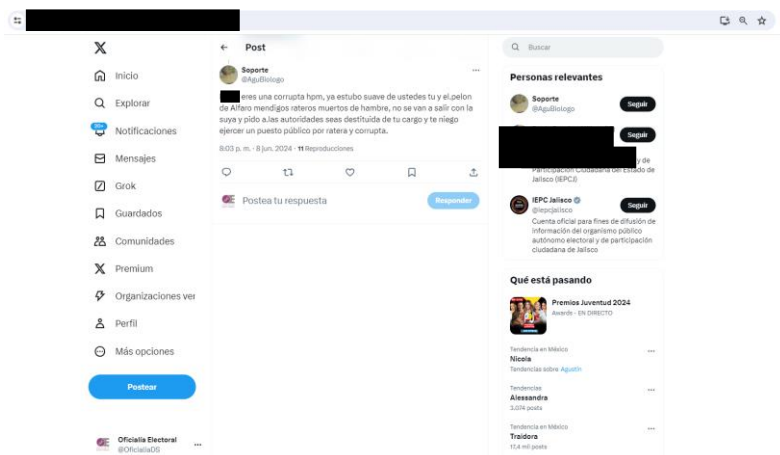 Post
Buscar
Inicio
Explorar
Notificaciones
Mensajes
Grok
Guardados
Comunidades
Premium
Organizaciones ver
Perfil
Más opciones
Postear
Oficialia Electoral
@OficialiaDS
Soporte
@AguBiologo
eres una corrupta hpm, ya estubo suave de ustedes tu y el.pelon
de Alfaro mendigos rateros muertos de hambre, no se van a salir con la
suya y pido a.las autoridades seas destituida de tu cargo y te niego
ejercer un puesto público por ratera y corrupta.
8:03 p. m. · 8 jun. 2024 · 11 Reproducciones
Postea tu respuesta
Responder
Personas relevantes
Soporte
@AguBiologo
Seguir
Seguir
y de
Participación Ciudadana del Estado de
Jalisco (IEPCJ)
IEPC Jalisco
@iepcjalisco
Seguir
Cuenta oficial para fines de difusión de
información del organismo público
autónomo electoral y de participación
ciudadana de Jalisco
Qué está pasando
Premios Juventud 2024
Awards · EN DIRECTO
Tendencia en México
Nicola
Tendencias sobre Agustín
Tendencias
Alessandra
3.074 posts
Tendencia en México
Traidora
17,4 mil posts